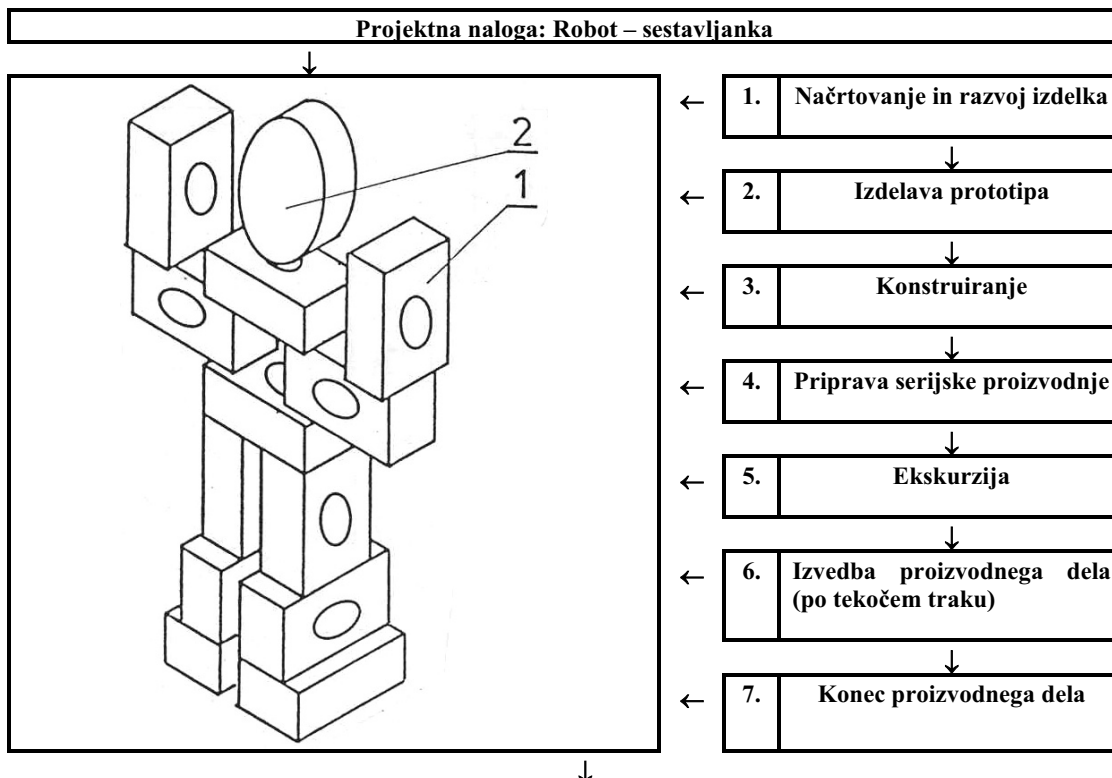 Projektna naloga: Robot – sestavljanka
↓
2
1
← 1. Načrtovanje in razvoj izdelka
↓
← 2. Izdelava prototipa
↓
← 3. Konstruiranje
↓
← 4. Priprava serijske proizvodnje
↓
← 5. Ekskurzija
↓
← 6. Izvedba proizvodnega dela
(po tekočem traku)
↓
← 7. Konec proizvodnega dela
↓